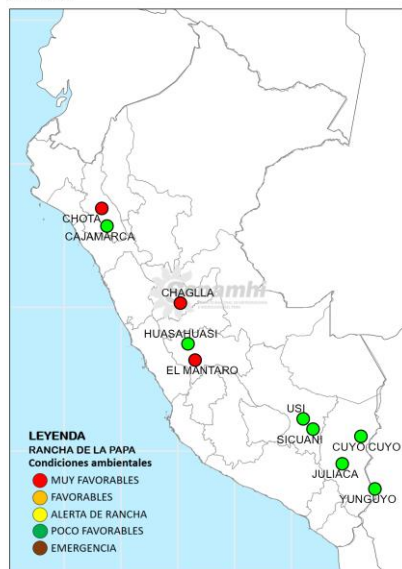 CHOTA
CAJAMARCA
CHAGLLA
HUASAHUASI
EL MANTARO
USI
SICUANI
CUYO CUYO
JULIACA
YUNGUYO
LEYENDA
RANCHA DE LA PAPA
Condiciones ambientales
MUY FAVORABLES
FAVORABLES
ALERTA DE RANCHA
POCO FAVORABLES
EMERGENCIA